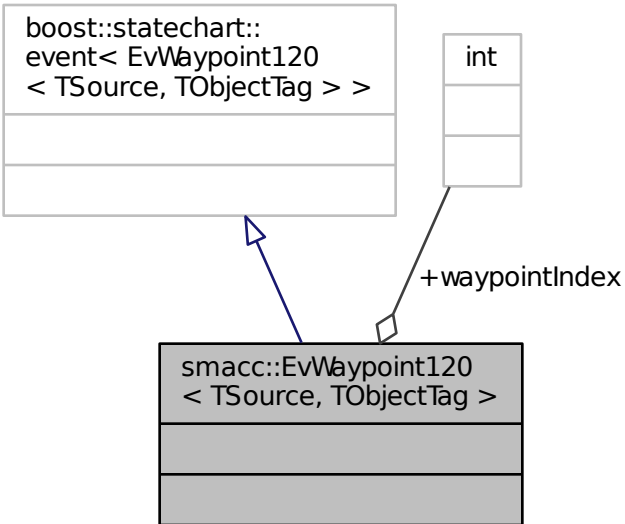 boost::statechart::
event< EvWaypoint120
< TSource, TObjectTag > >
int
+waypointIndex
smacc::EvWaypoint120
< TSource, TObjectTag >